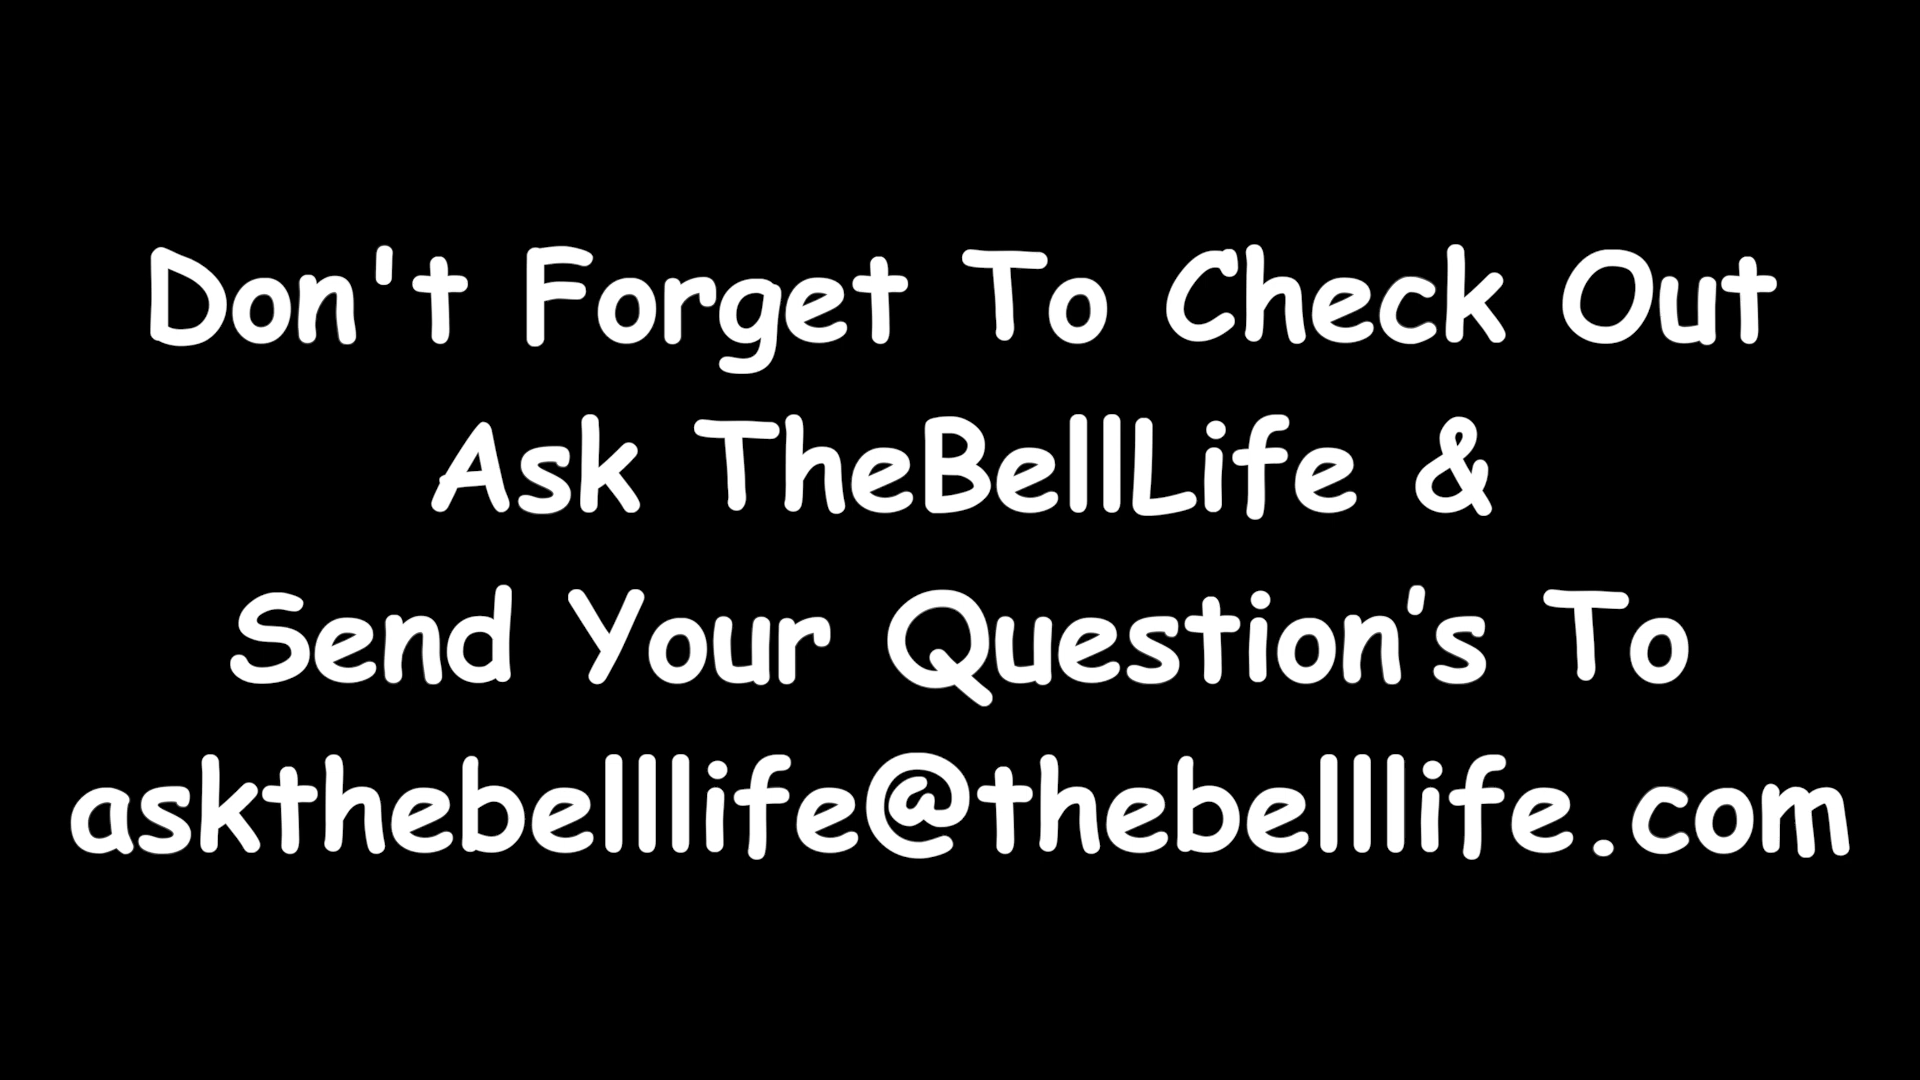 Don't Forget To Check Out
Ask TheBellLife &
Send Your Question's To
askthebelllife@thebelllife.com